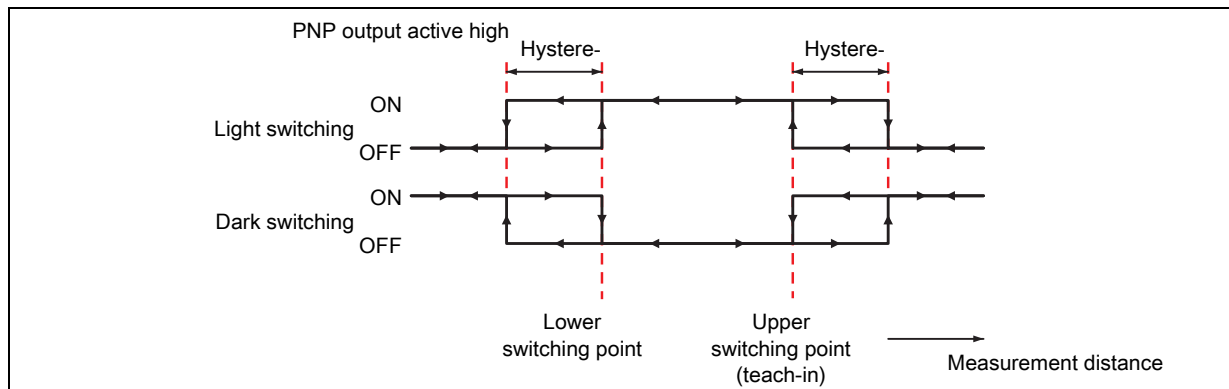 PNP output active high
Hystere-
Hystere-
ON
Light switching
OFF
ON
Dark switching
OFF
Lower
switching point
Upper
switching point
(teach-in)
Measurement distance